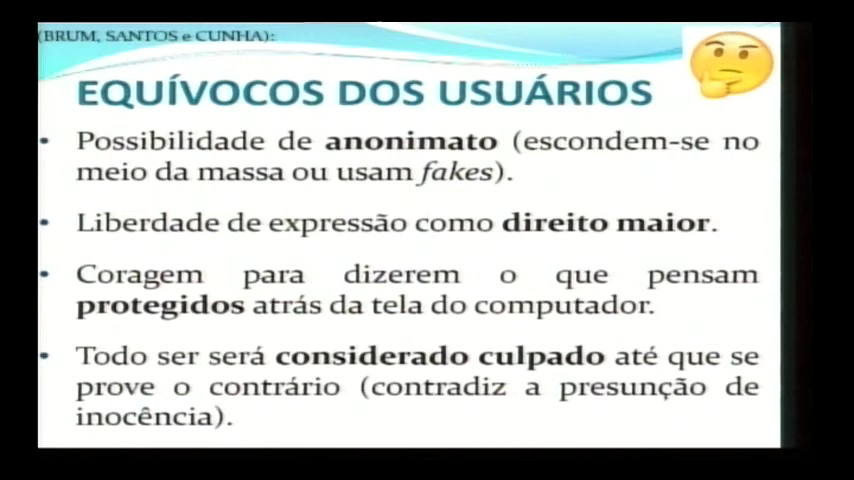 (BRUM, SANTOS e CUNHA):
EQUÍVOCOS DOS USUÁRIOS
• Possibilidade de anonimato (escondem-se no
meio da massa ou usam fakes).
• Liberdade de expressão como direito maior.
• Coragem para dizerem o que pensam
protegidos atrás da tela do computador.
• Todo ser será considerado culpado até que se
prove o contrário (contradiz a presunção de
inocência).